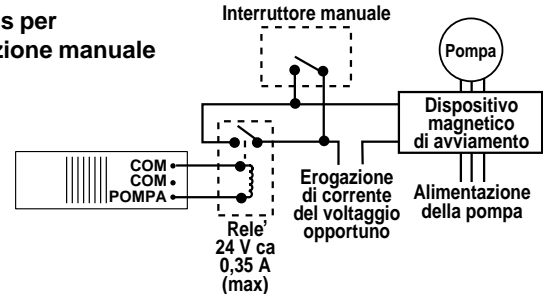 s per
zione manuale
Interruttore manuale
Pompa
Dispositivo
magnetico
di avviamento
COM
COM
POMPA
Erogazione
di corrente
del voltaggio
opportuno
Alimentazione
della pompa
Rele'
24 V ca
0,35 A
(max)